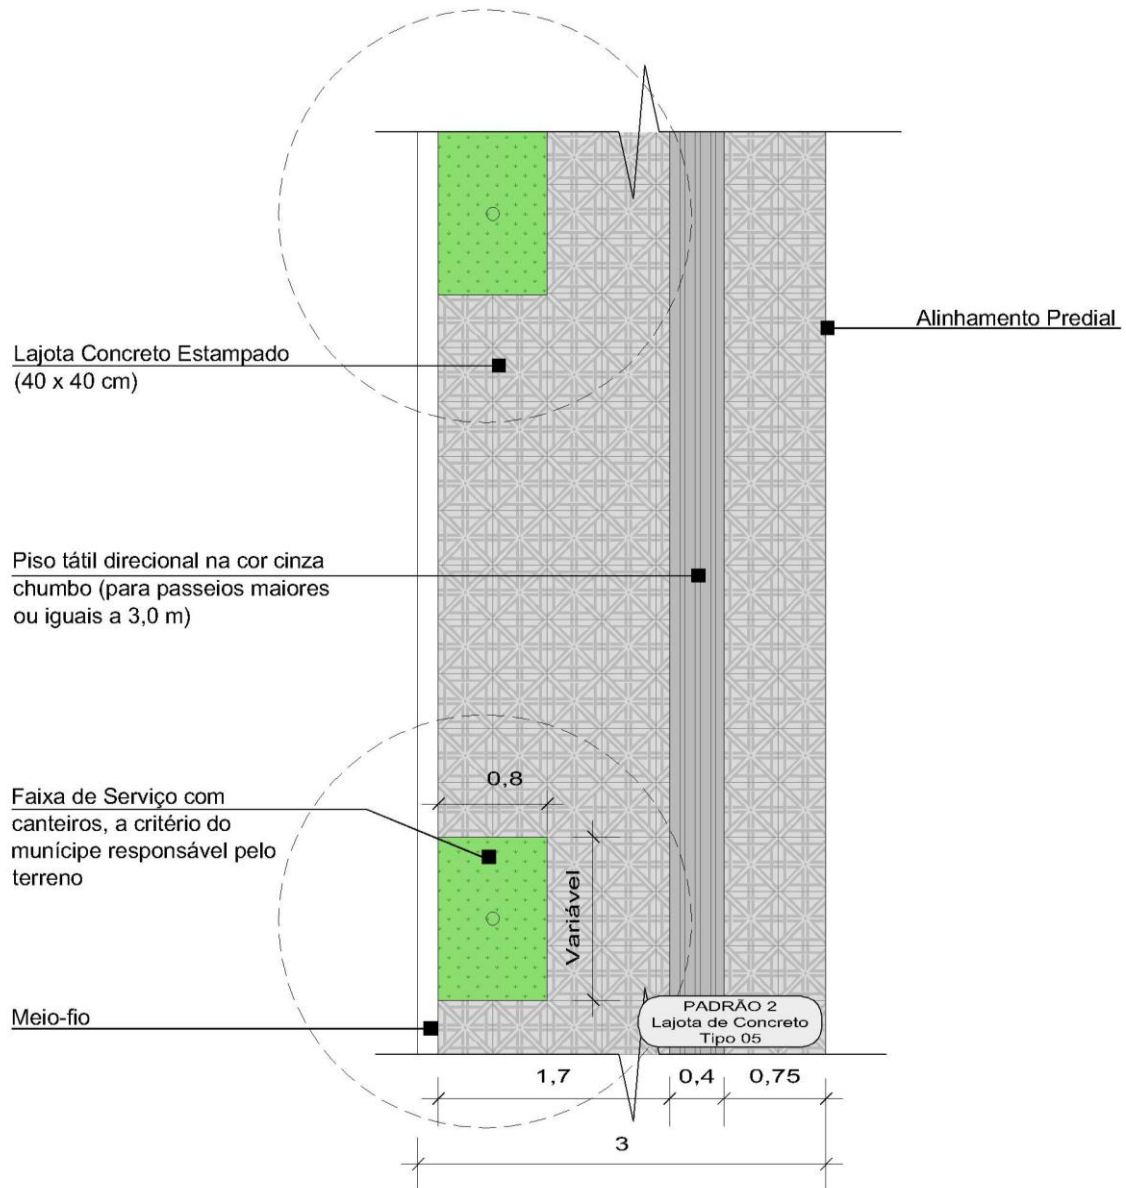 Alinhamento Predial
Lajota Concreto Estampado
(40 x 40 cm)
Piso tátil direcional na cor cinza
chumbo (para passeios maiores
ou iguais a 3,0 m)
0,8
Faixa de Serviço com
canteiros, a critério do
munícipe responsável pelo
terreno
Variável
Meio-fio
PADRÃO 2
Lajota de Concreto
Tipo 05
1,7
0,4
0,75
3